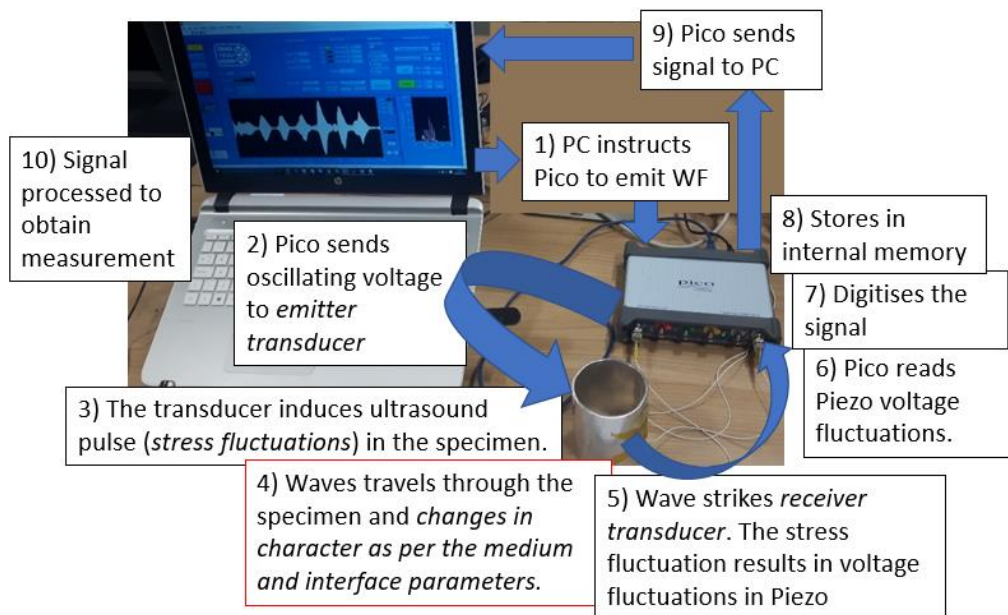 9) Pico sends
signal to PC
1) PC instructs
Pico to emit WF
10) Signal
processed to
obtain
measurement
2) Pico sends
oscillating voltage
to emitter
transducer
8) Stores in
internal memory
pico
7) Digitises the
signal
6) Pico reads
Piezo voltage
fluctuations.
3) The transducer induces ultrasound
pulse (stress fluctuations) in the specimen.
4) Waves travels through the
specimen and changes in
character as per the medium
and interface parameters.
5) Wave strikes receiver
transducer. The stress
fluctuation results in voltage
fluctuations in Piezo